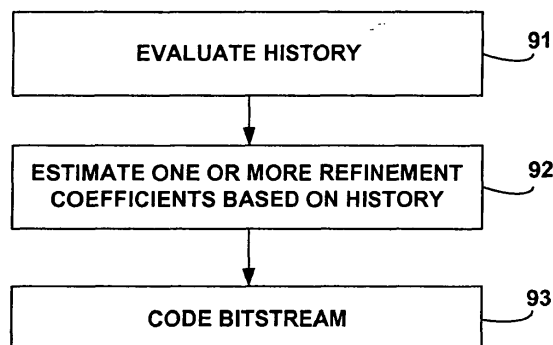 EVALUATE HISTORY
91
ESTIMATE ONE OR MORE REFINEMENT
COEFFICIENTS BASED ON HISTORY
92
CODE BITSTREAM
93